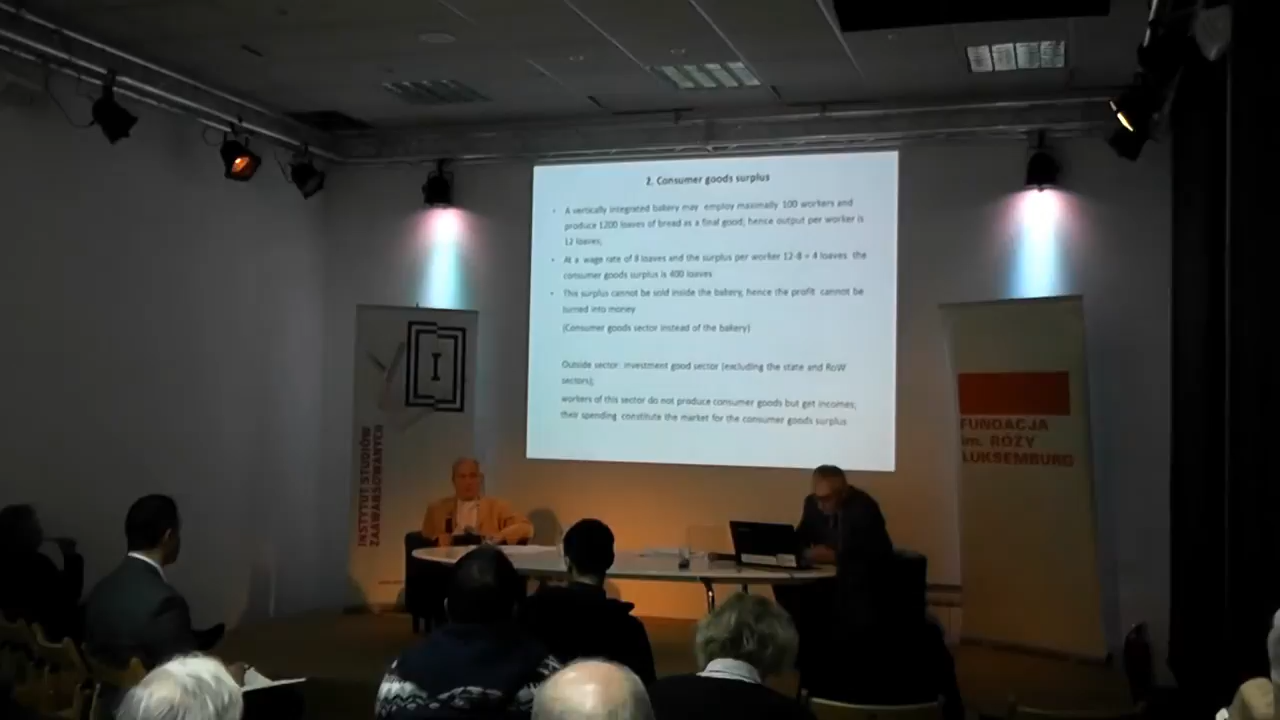 2. Consumer goods surplus
• A vertically integrated bakery may employ maximally 100 workers and
produce 1200 loaves of bread as a final good, hence output per worker is
12 loaves;
• At a wage rate of 8 loaves and the surplus per worker 12-8 = 4 loaves the
consumer goods surplus is 400 loaves
• This surplus cannot be sold inside the bakery, hence the profit cannot be
turned into money
(Consumer goods sector instead of the bakery)
Outside sector: investment good sector (excluding the state and RoW
sectors);
workers of this sector do not produce consumer goods but get incomes;
their spending constitute the market for the consumer goods surplus
I
INSTYTUT STUDIÓW
ZAAWANSOWANYCH
FUNDACJA
im. RÓŻY
LUKSEMBURG